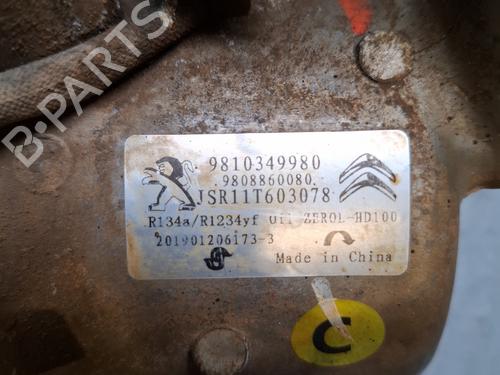 B-PARTS
9810349980
9808860080
JSR11T603078
R134a/R1234yf Oil ZEROL-HD100
201901206173-3
Made in China
C